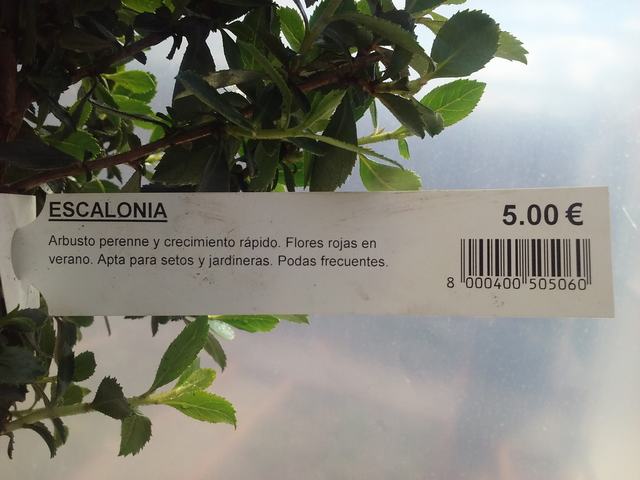 ESCALONIA
5.00 €
Arbusto perenne y crecimiento rápido. Flores rojas en
verano. Apta para setos y jardineras. Podas frecuentes.
8 000400 505060